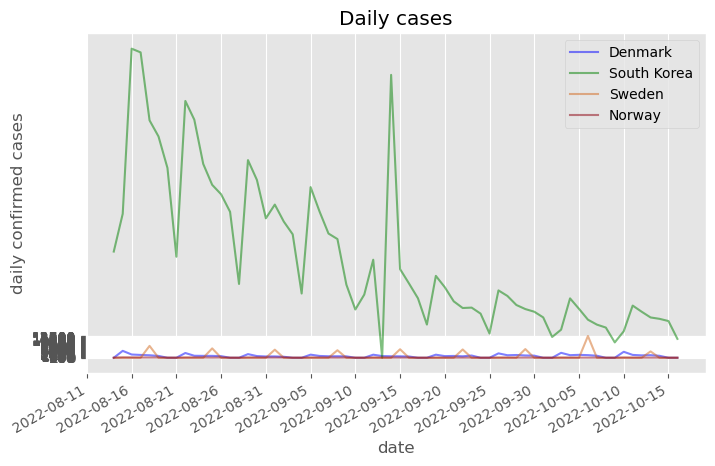 Daily cases
Denmark
South Korea
Sweden
Norway
daily confirmed cases
2022-08-11
2022-08-16
2022-08-21
2022-08-26
2022-08-31
2022-09-05
2022-09-10
2022-09-15
2022-09-20
2022-09-25
2022-09-30
2022-10-05
2022-10-10
2022-10-15
date